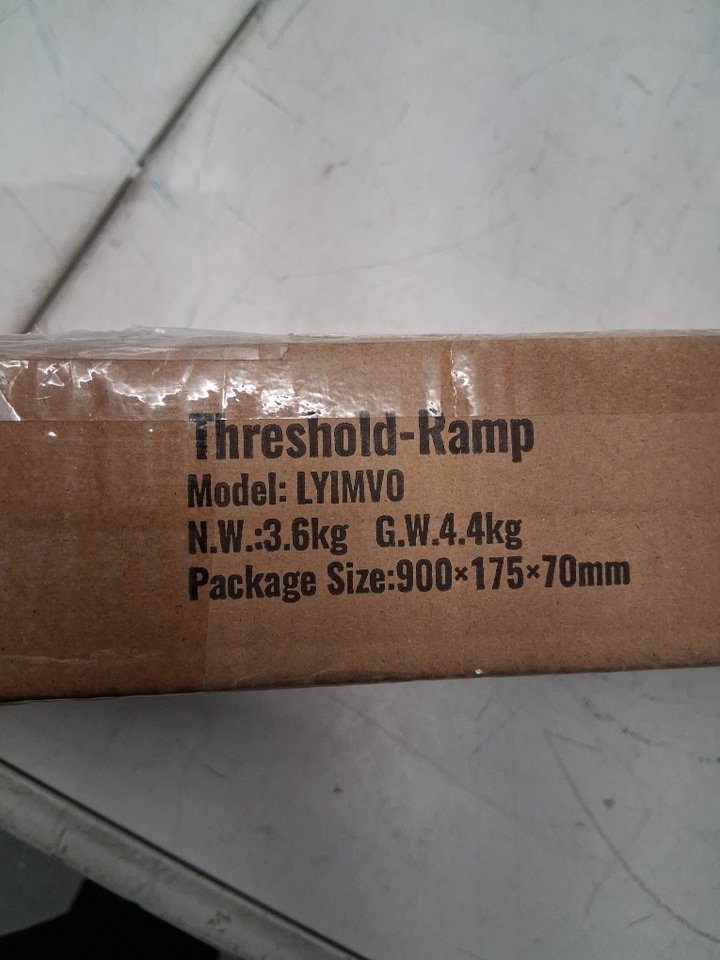 Threshold-Ramp
Model: LYIMVO
N.W.:3.6kg G.W.4.4kg
Package Size:900×175×70mm